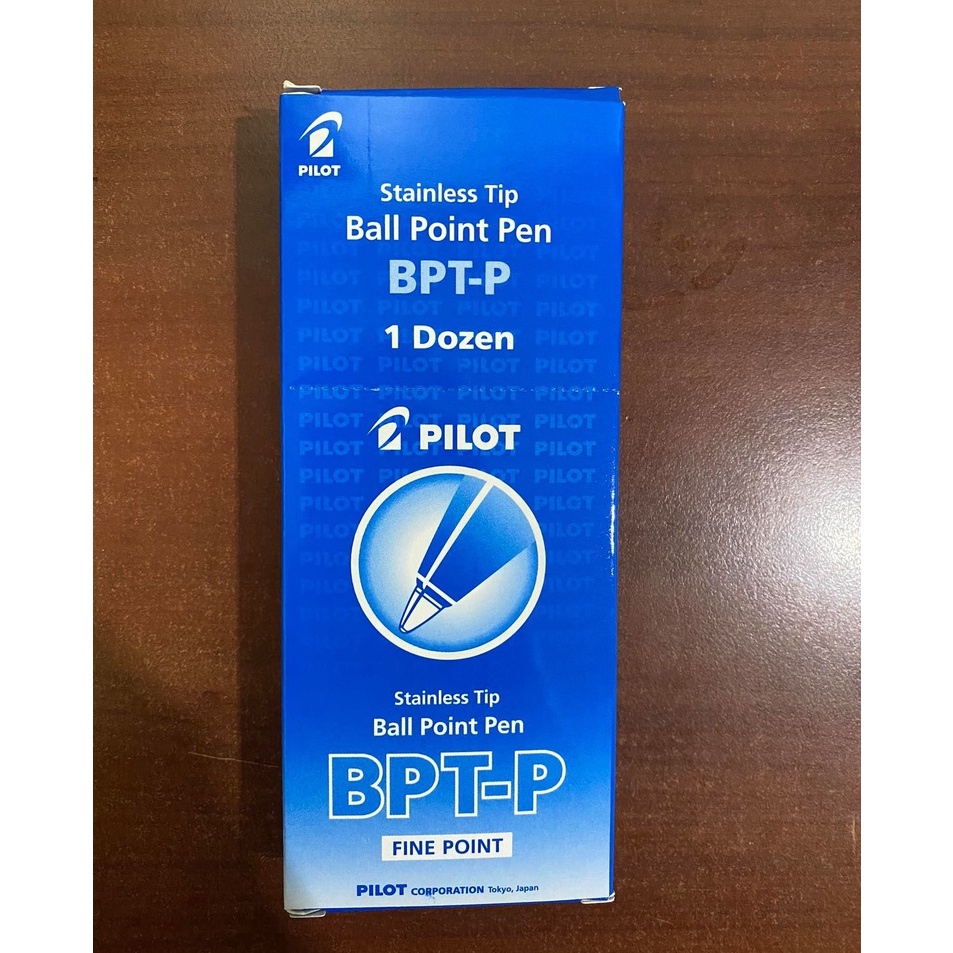 PILOT
Stainless Tip
Ball Point Pen
BPT-P
1 Dozen
PILOT
Stainless Tip
Ball Point Pen
BPT-P
FINE POINT
PILOT CORPORATION Tokyo, Japan